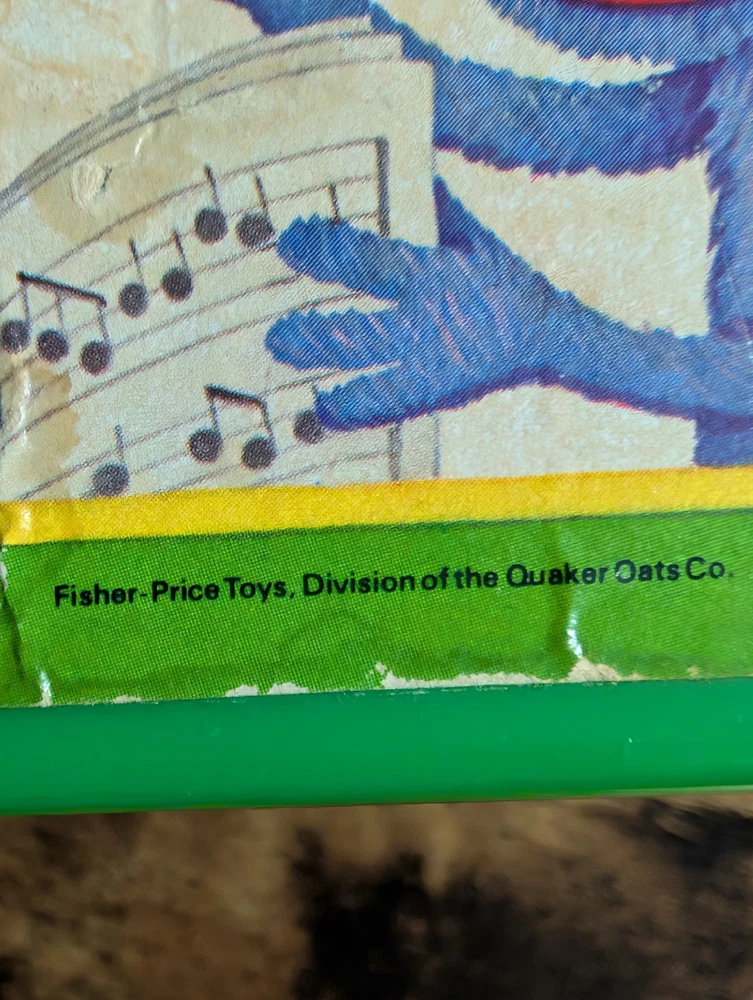 Fisher-Price Toys, Division of the Quaker Oats Co.